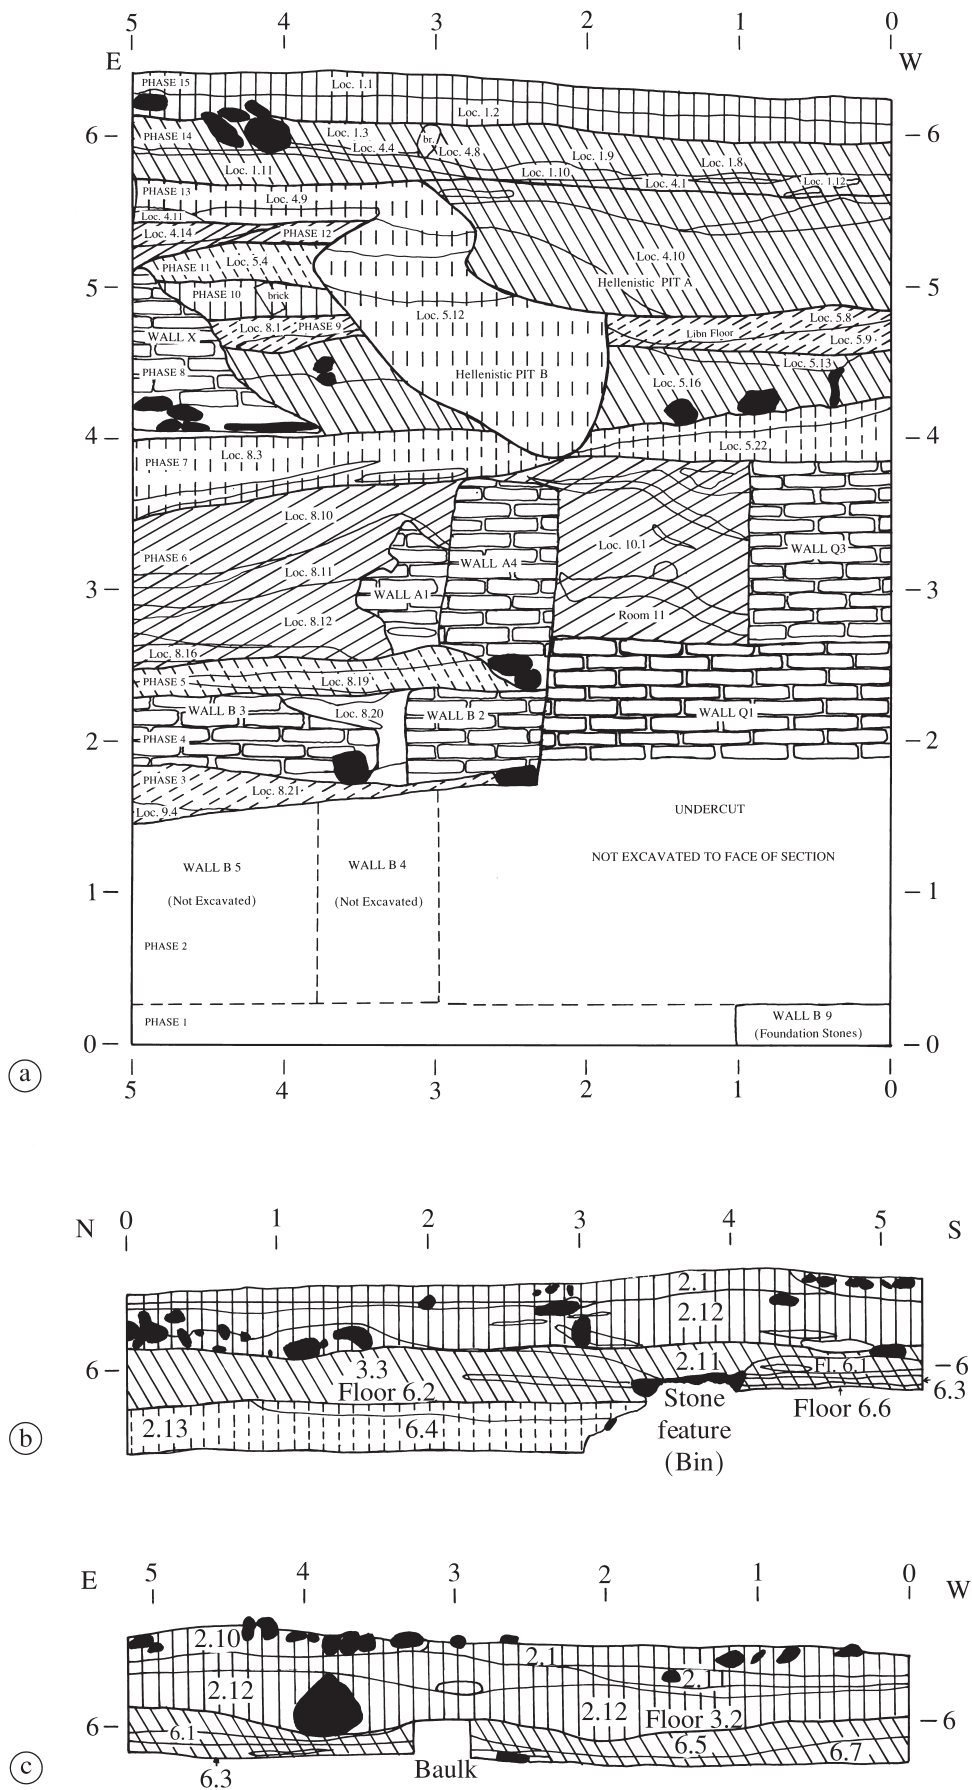 5 4 3 2 1 0
E W
PHASE 15 Loc. 1.1
Loc. 1.2
6 PHASE 14 Loc. 1.3 br. 6
Loc. 4.4 Loc. 4.8 Loc. 1.9
Loc. 1.11 Loc. 1.10 Loc. 1.8
Loc. 4.1 Loc. 1.12
PHASE 13 Loc. 4.9
Loc. 4.11
Loc. 4.14 PHASE 12
PHASE 11 Loc. 5.4 Loc. 4.10
5 Hellenistic PIT A 5
PHASE 10 brick
Loc. 5.12 Loc. 5.8
Loc. 8.1 PHASE 9 Libn Floor
WALL X Loc. 5.9
Loc. 5.13
PHASE 8 Hellenistic PIT B Loc. 5.16
4 4
Loc. 8.3 Loc. 5.22
PHASE 7
Loc. 8.10
PHASE 6 Loc. 10.1 WALL Q3
Loc. 8.11 WALL A4
3 WALL A1 3
Loc. 8.12 Room 11
Loc. 8.16
PHASE 5 Loc. 8.19
WALL B 3 Loc. 8.20 WALL B 2 WALL Q1
2 PHASE 4 2
PHASE 3 Loc. 8.21
Loc. 9.4 UNDERCUT
NOT EXCAVATED TO FACE OF SECTION
WALL B 5 WALL B 4
1 (Not Excavated) (Not Excavated) 1
PHASE 2
PHASE 1 WALL B 9
(Foundation Stones)
0 0
a
5 4 3 2 1 0
N 0 1 2 3 4 5 S
2.1
2.12
6 3.3 2.11 Fl. 6.1 6
Floor 6.2 6.3
Stone Floor 6.6
2.13 6.4 feature
(Bin)
b
E 5 4 3 2 1 0 W
2.10 2.1
2.12 2.1
2.12 Floor 3.2
6 6.1 6.5 6.7 6
6.3 Baulk
c